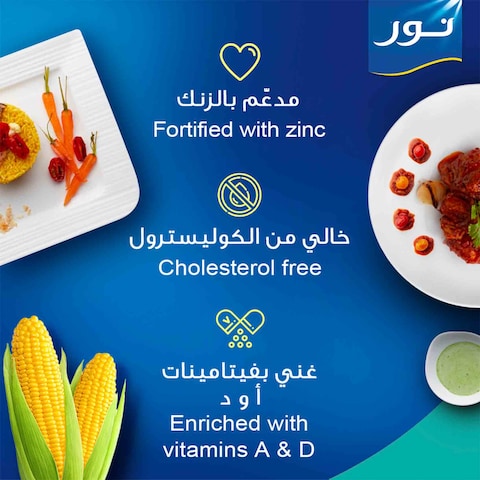 نور
مدعّم بالزنك
Fortified with zinc
خالي من الكوليسترول
Cholesterol free
غني بفيتامينات
أ و د
Enriched with
vitamins A & D